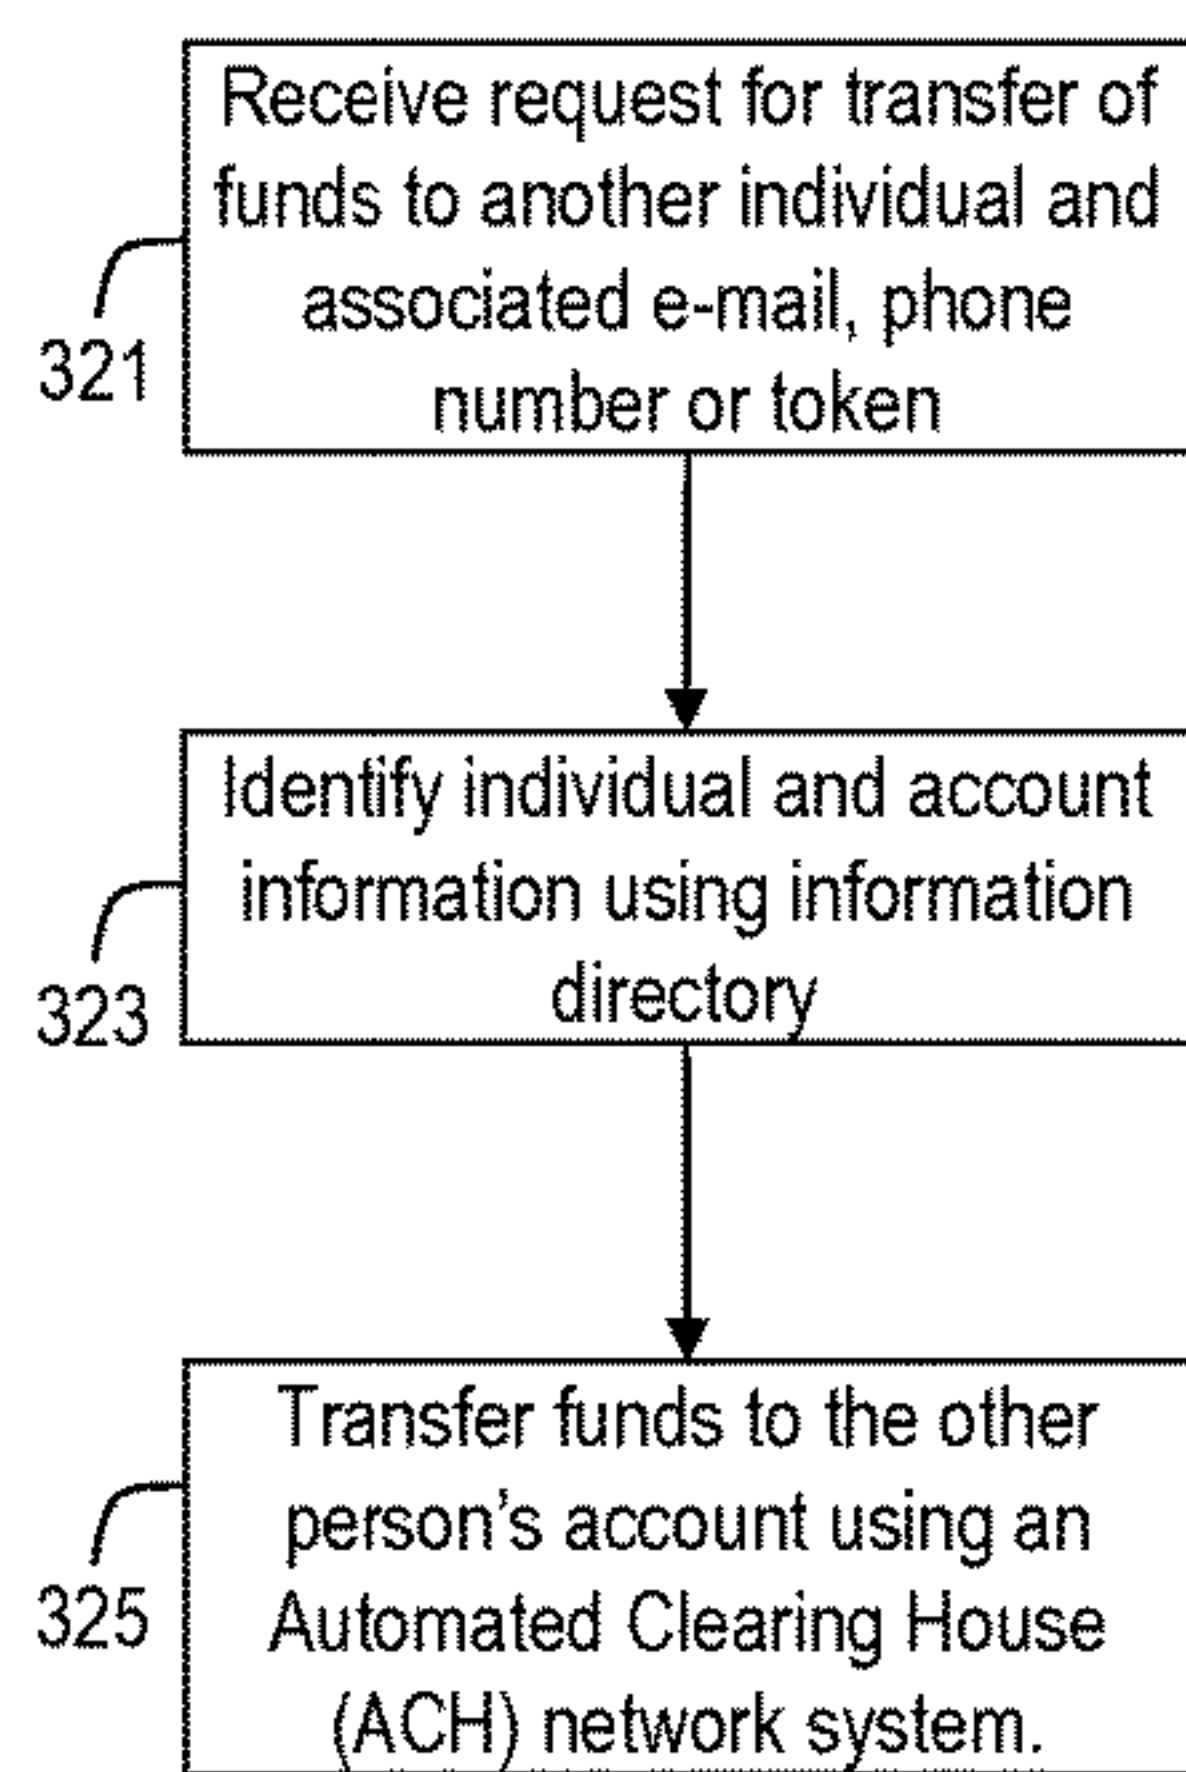 Receive request for transfer of
funds to another individual and
associated e-mail, phone
number or token
321
Identify individual and account
information using information
directory
323
Transfer funds to the other
person's account using an
Automated Clearing House
(ACH) network system.
325